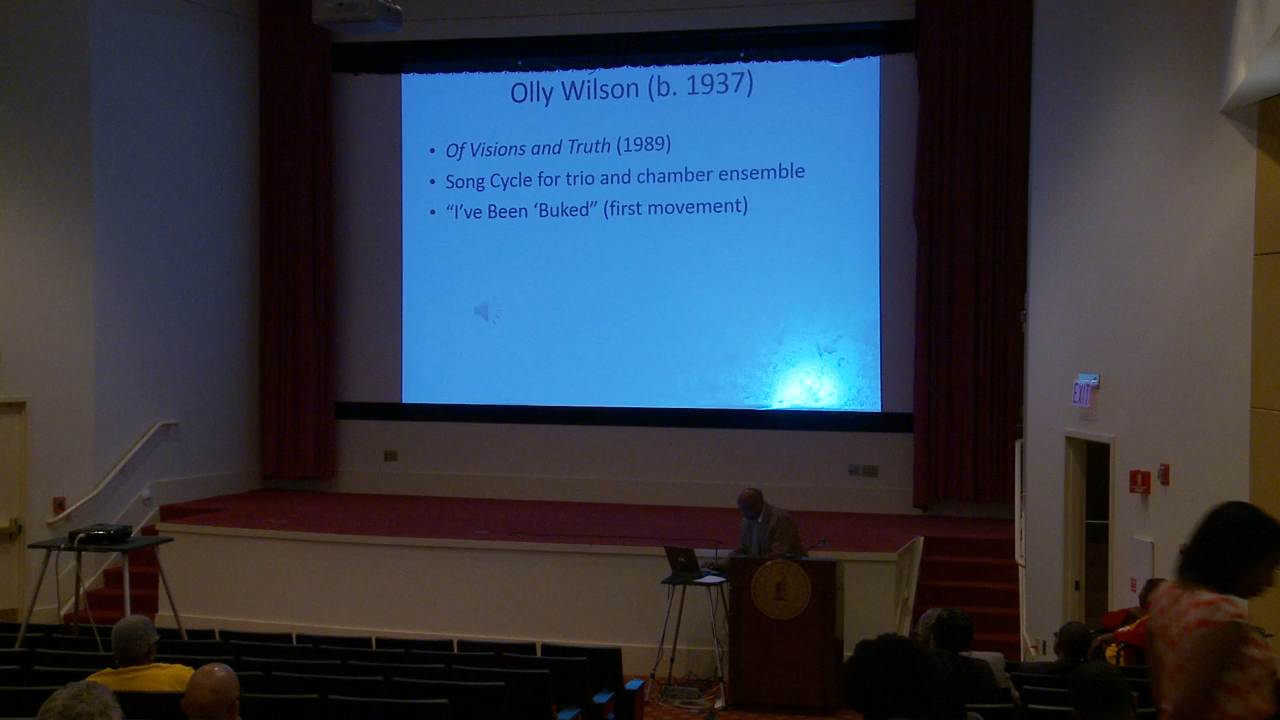 Olly Wilson (b. 1937)
• Of Visions and Truth (1989)
• Song Cycle for trio and chamber ensemble
• “I’ve Been ‘Buked” (first movement)
EXIT